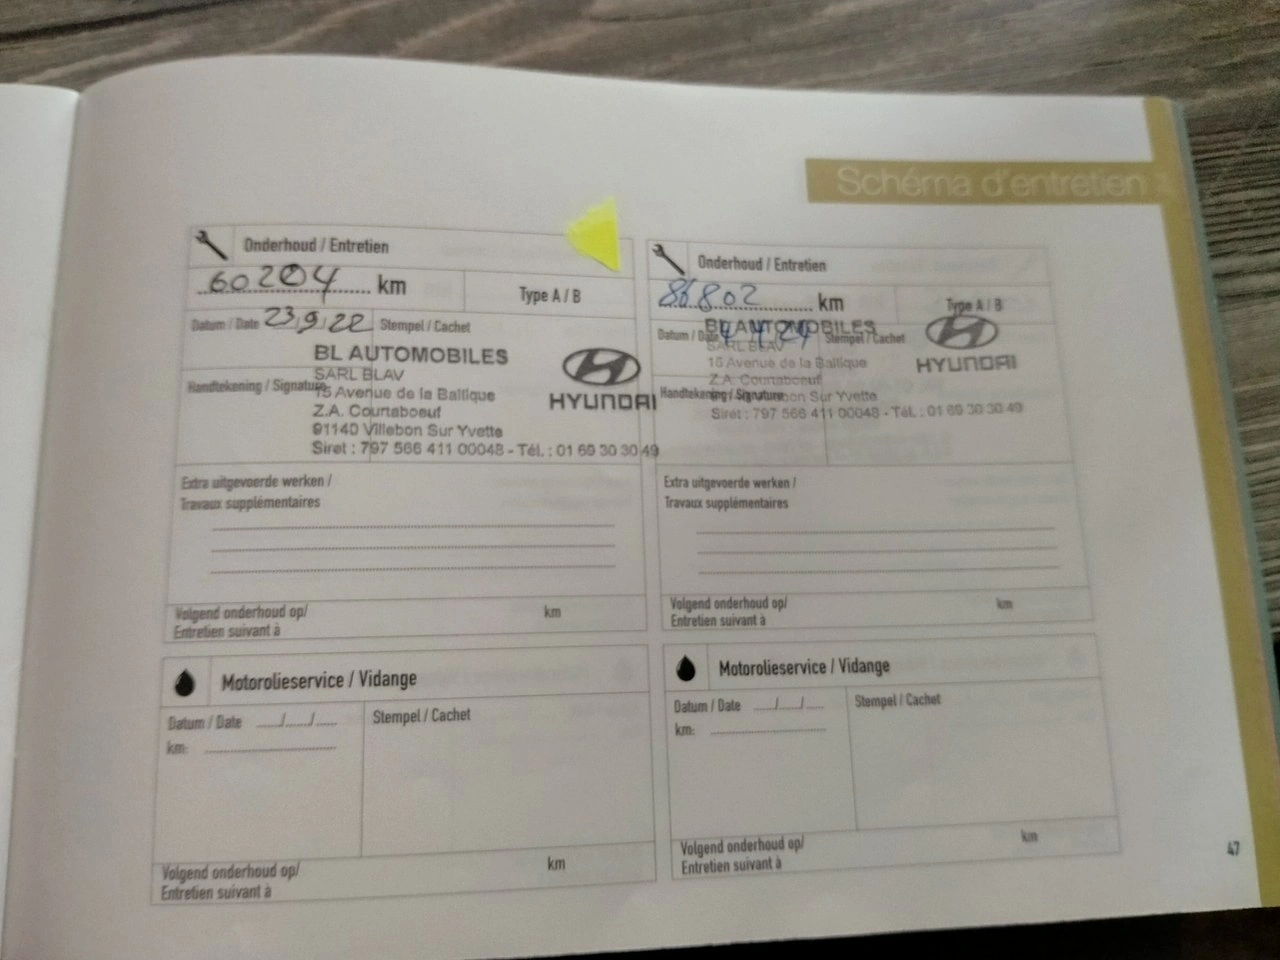 Schéma d'entretien
Onderhoud / Entretien
60204 km
Type A / B
Datum / Date 23/9/22
Stempel / Cachet
BL AUTOMOBILES
SARL BLAV
15 Avenue de la Baltique
Z.A. Courtaboeuf
91140 Villebon Sur Yvette
Siret : 797 566 411 00048 - Tél. : 01 69 30 30 49
HYUNDAI
Handtekening / Signature
Extra uitgevoerde werken /
Travaux supplémentaires
Volgend onderhoud op/ km
Entretien suivant à
Motorolieservice / Vidange
Datum / Date ..../..../....
Stempel / Cachet
km:
Volgend onderhoud op/ km
Entretien suivant à
Onderhoud / Entretien
86802 km
Type A / B
Datum / Date
Stempel / Cachet
BL AUTOMOBILES
SARL BLAV
15 Avenue de la Baltique
Z.A. Courtaboeuf
Sur Yvette
Siret : 797 566 411 00048 - Tél. : 01 69 30 30 49
HYUNDAI
Handtekening / Signature
Extra uitgevoerde werken /
Travaux supplémentaires
Volgend onderhoud op/ km
Entretien suivant à
Motorolieservice / Vidange
Datum / Date ..../..../....
Stempel / Cachet
km:
Volgend onderhoud op/ km
Entretien suivant à
47